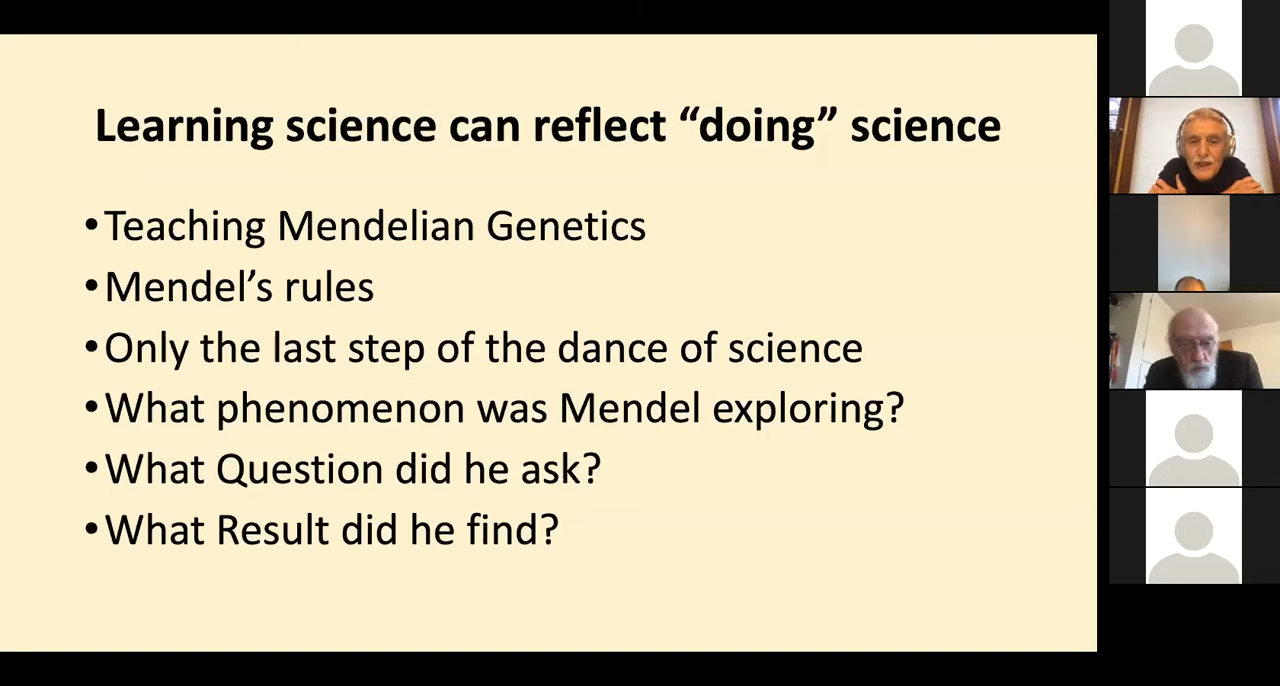 Learning science can reflect “doing” science
•Teaching Mendelian Genetics
•Mendel’s rules
•Only the last step of the dance of science
•What phenomenon was Mendel exploring?
•What Question did he ask?
•What Result did he find?